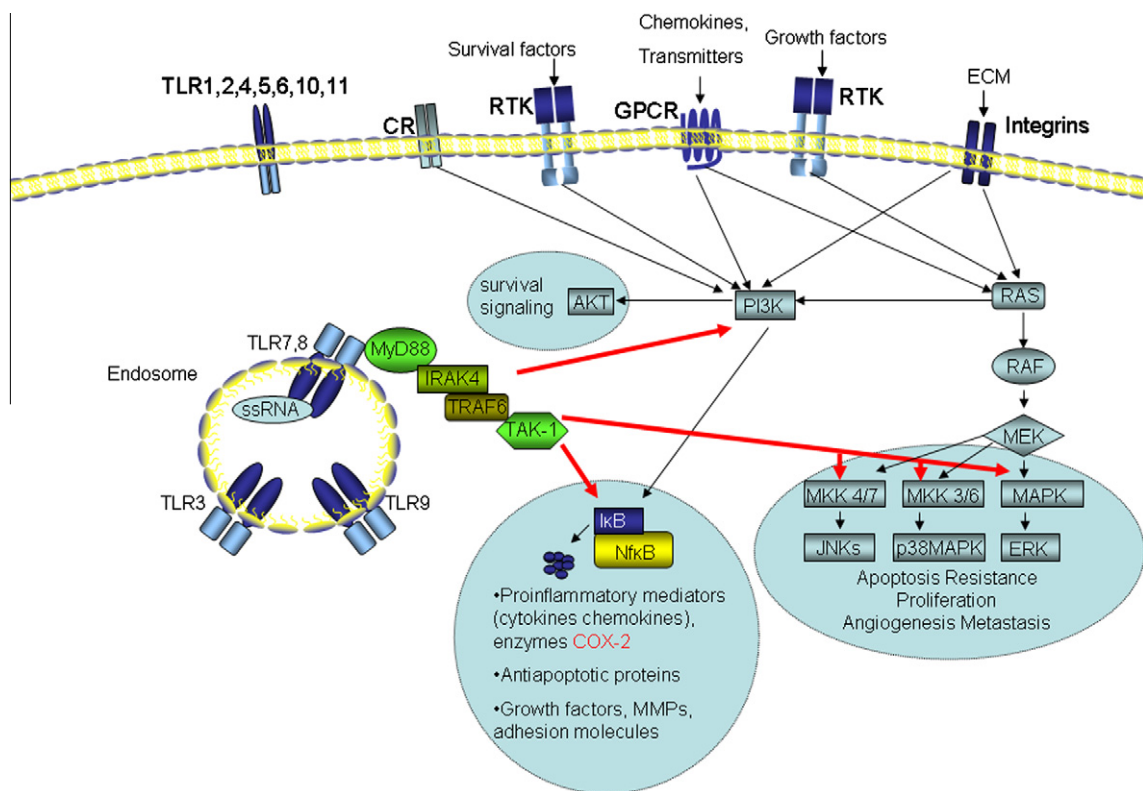 Chemokines,
Transmitters
Survival factors
Growth factors
ECM
TLR1,2,4,5,6,10,11
CR
RTK
GPCR
RTK
Integrins
survival
signaling
AKT
PI3K
RAS
RAF
MEK
TLR7,8
MyD88
IRAK4
TRAF6
TAK-1
Endosome
ssRNA
TLR3
TLR9
MKK 4/7
MKK 3/6
MAPK
JNKs
p38MAPK
ERK
Apoptosis Resistance
Proliferation
Angiogenesis Metastasis
IκB
NfκB
•Proinflammatory mediators
(cytokines chemokines),
enzymes COX-2
•Antiapoptotic proteins
•Growth factors, MMPs,
adhesion molecules